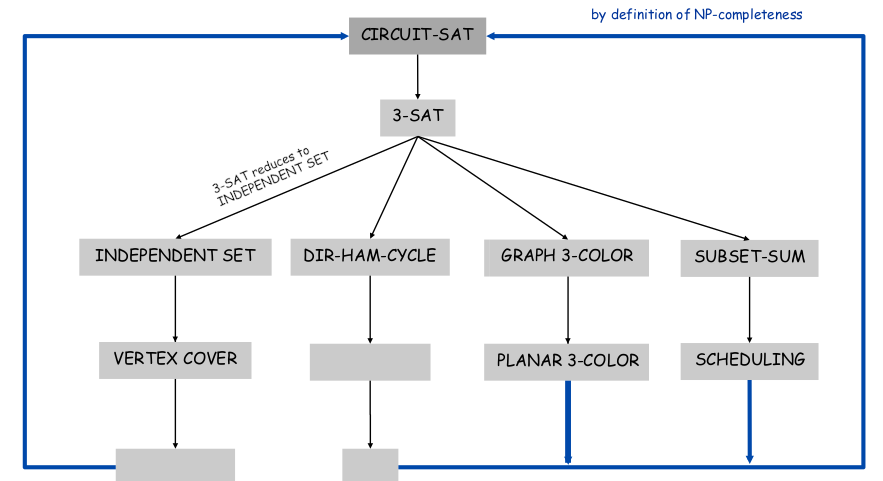 by definition of NP-completeness
CIRCUIT-SAT
3-SAT
3-SAT reduces to
INDEPENDENT SET
INDEPENDENT SET
DIR-HAM-CYCLE
GRAPH 3-COLOR
SUBSET-SUM
VERTEX COVER
PLANAR 3-COLOR
SCHEDULING